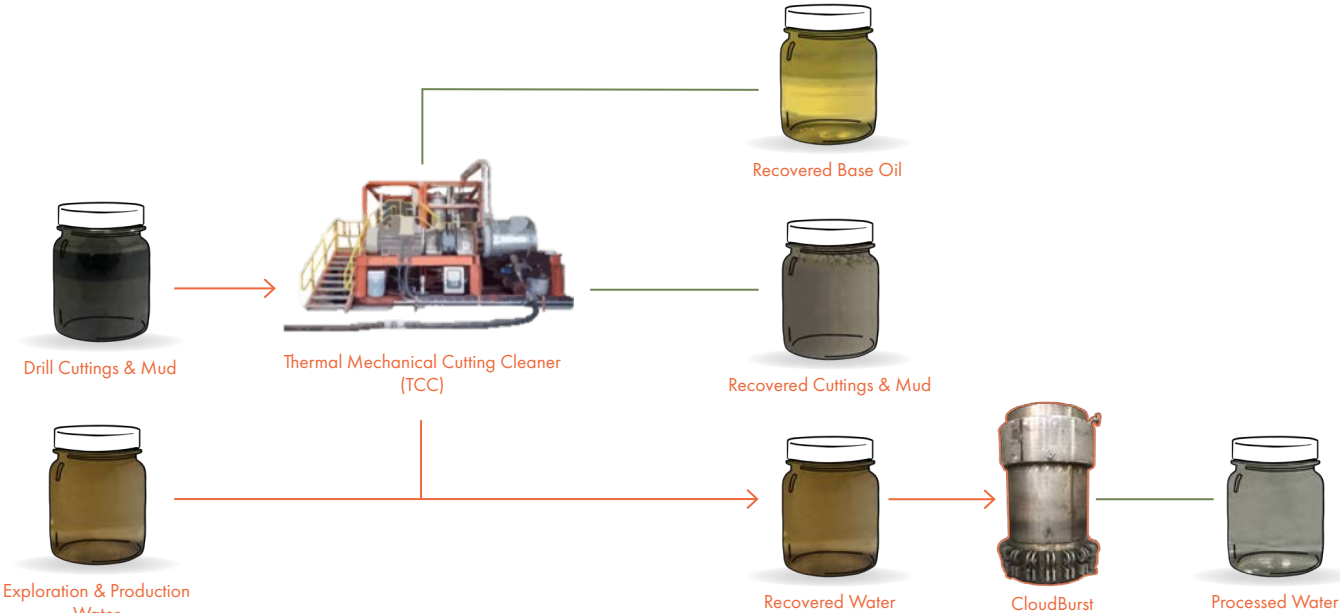 Recovered Base Oil
Drill Cuttings & Mud
Thermal Mechanical Cutting Cleaner
(TCC)
Recovered Cuttings & Mud
Exploration & Production
Water
Recovered Water
CloudBurst
Processed Water